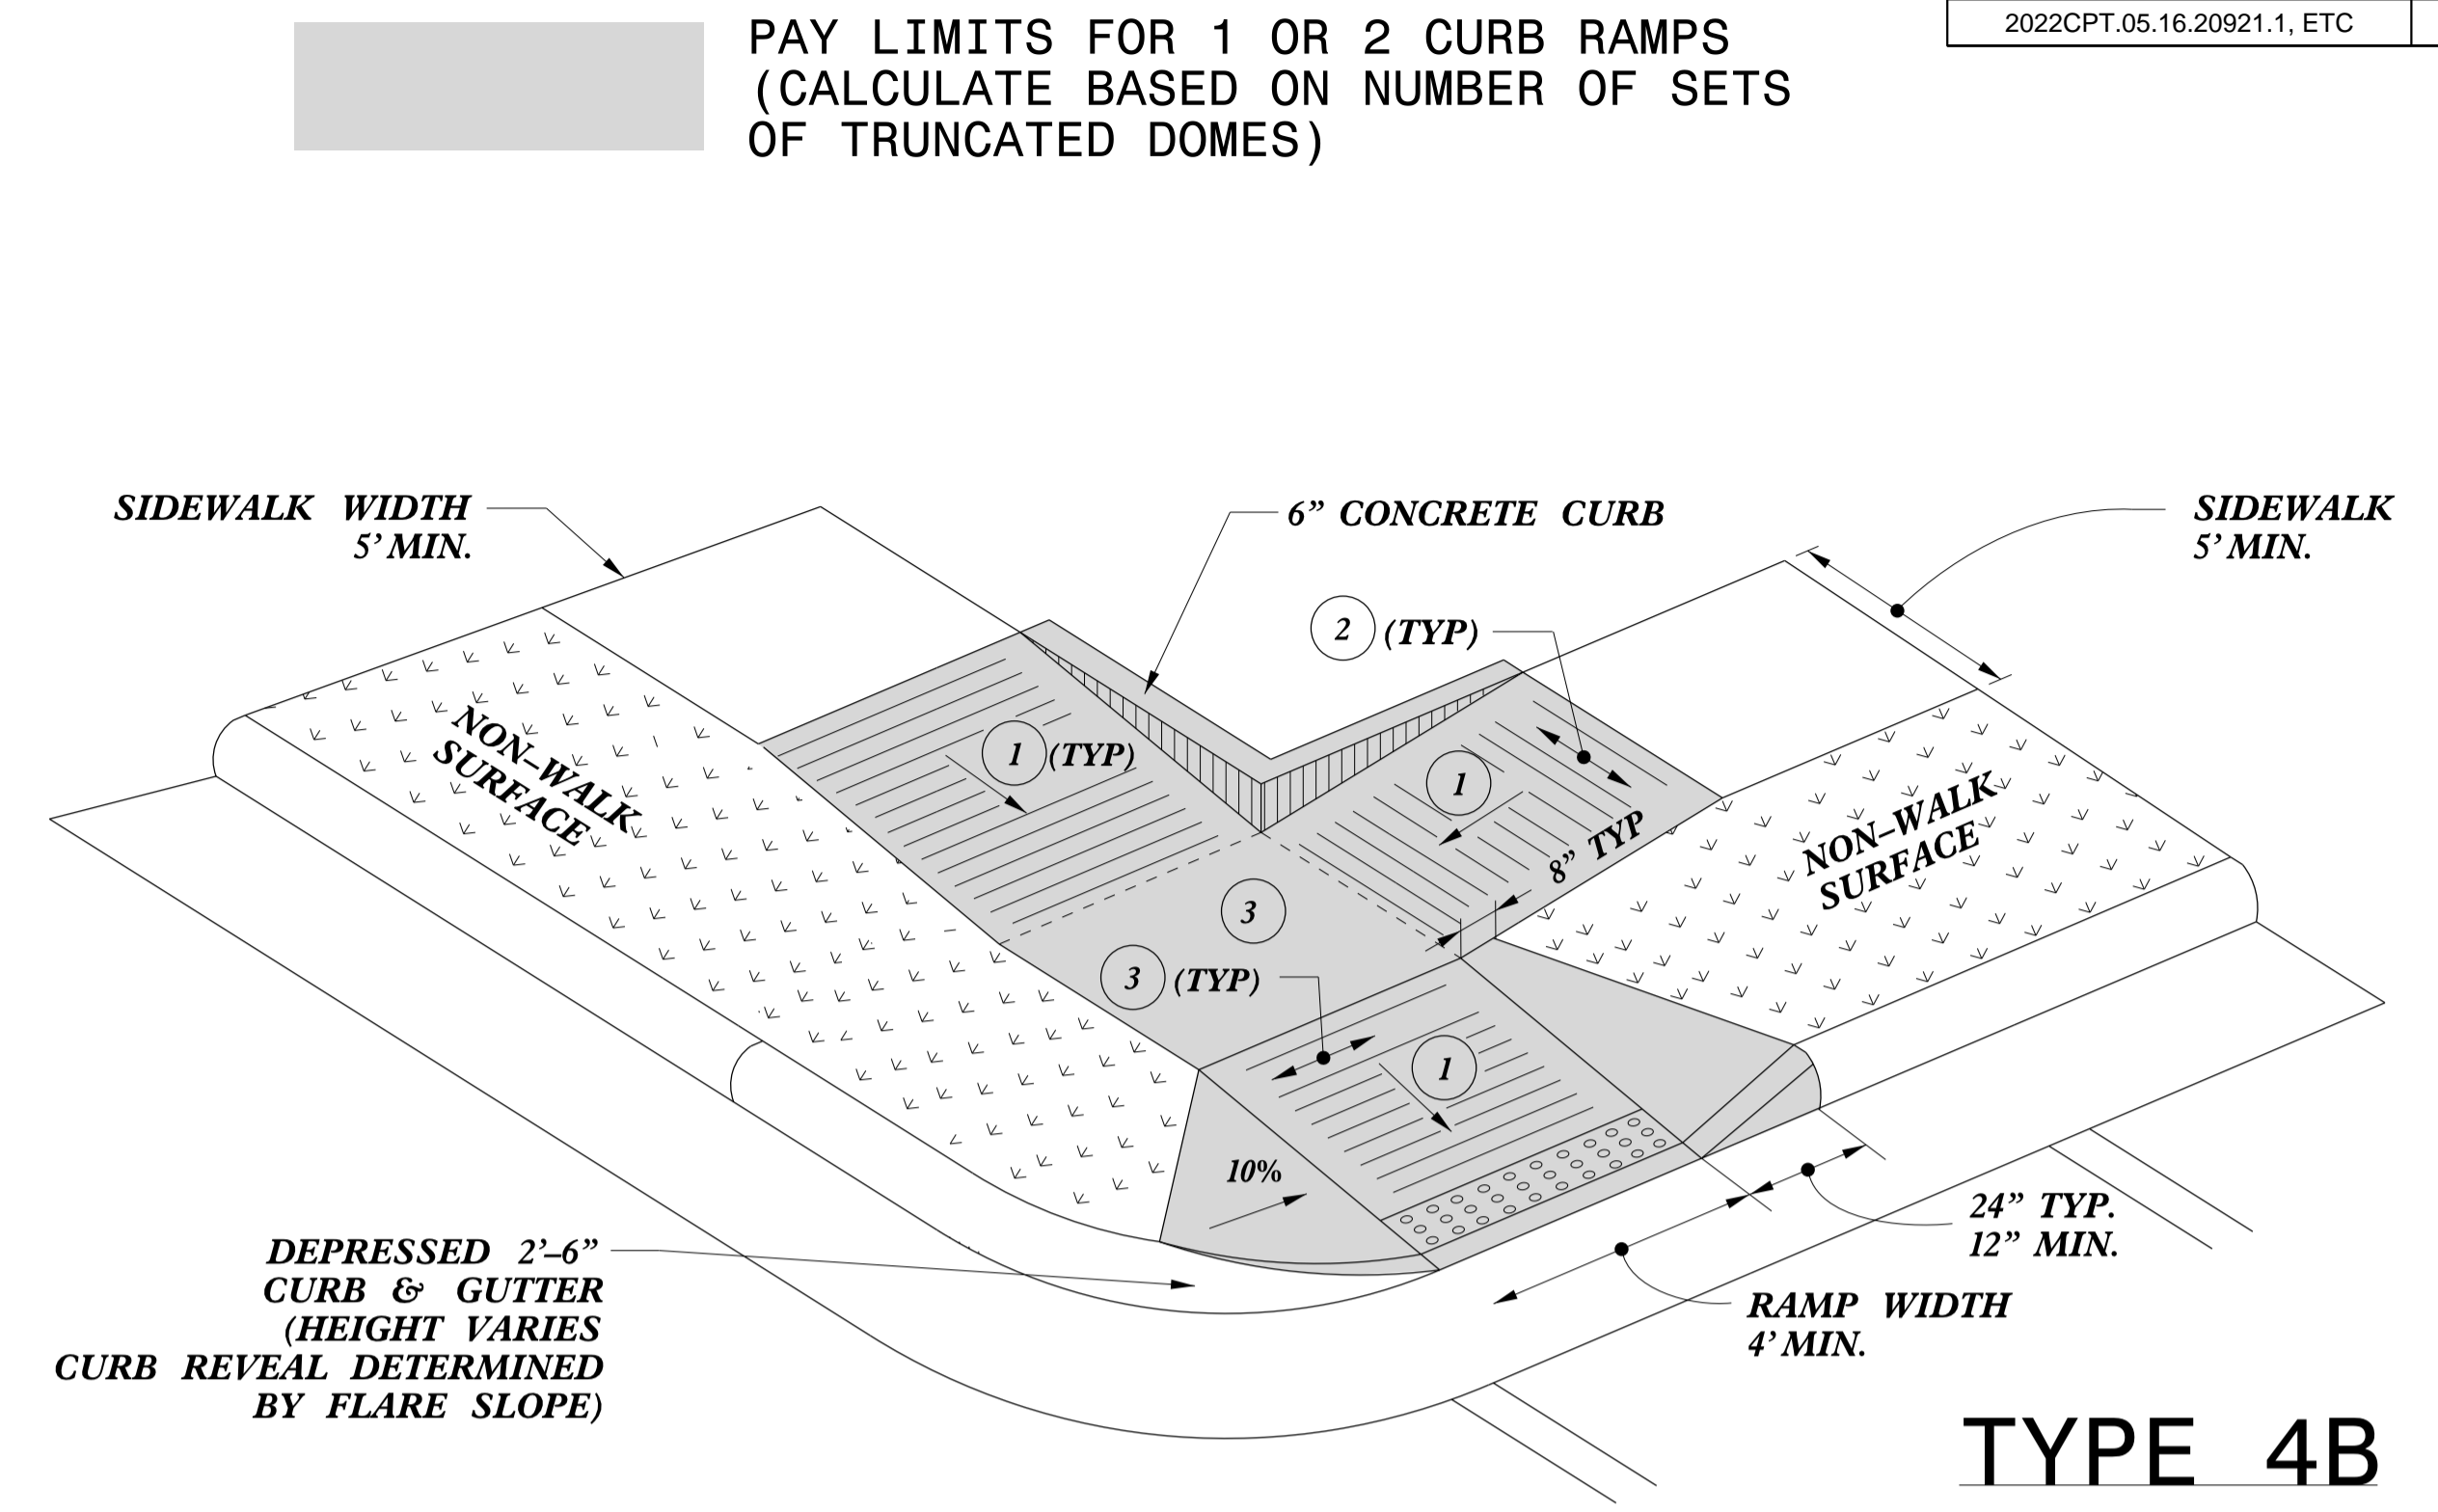 PAY LIMITS FOR 1 OR 2 CURB RAMPS
(CALCULATE BASED ON NUMBER OF SETS
OF TRUNCATED DOMES)
2022CPT.05.16.20921.1, ETC
SIDEWALK WIDTH
5’ MIN.
6” CONCRETE CURB
SIDEWALK
5’ MIN.
2 (TYP)
NON–WALK
SURFACE
1 (TYP)
1
8” TYP
NON–WALK
SURFACE
3
3 (TYP)
1
10%
24” TYP.
12” MIN.
DEPRESSED 2’–6”
CURB & GUTTER
(HEIGHT VARIES
CURB REVEAL DETERMINED
BY FLARE SLOPE)
RAMP WIDTH
4’ MIN.
TYPE 4B